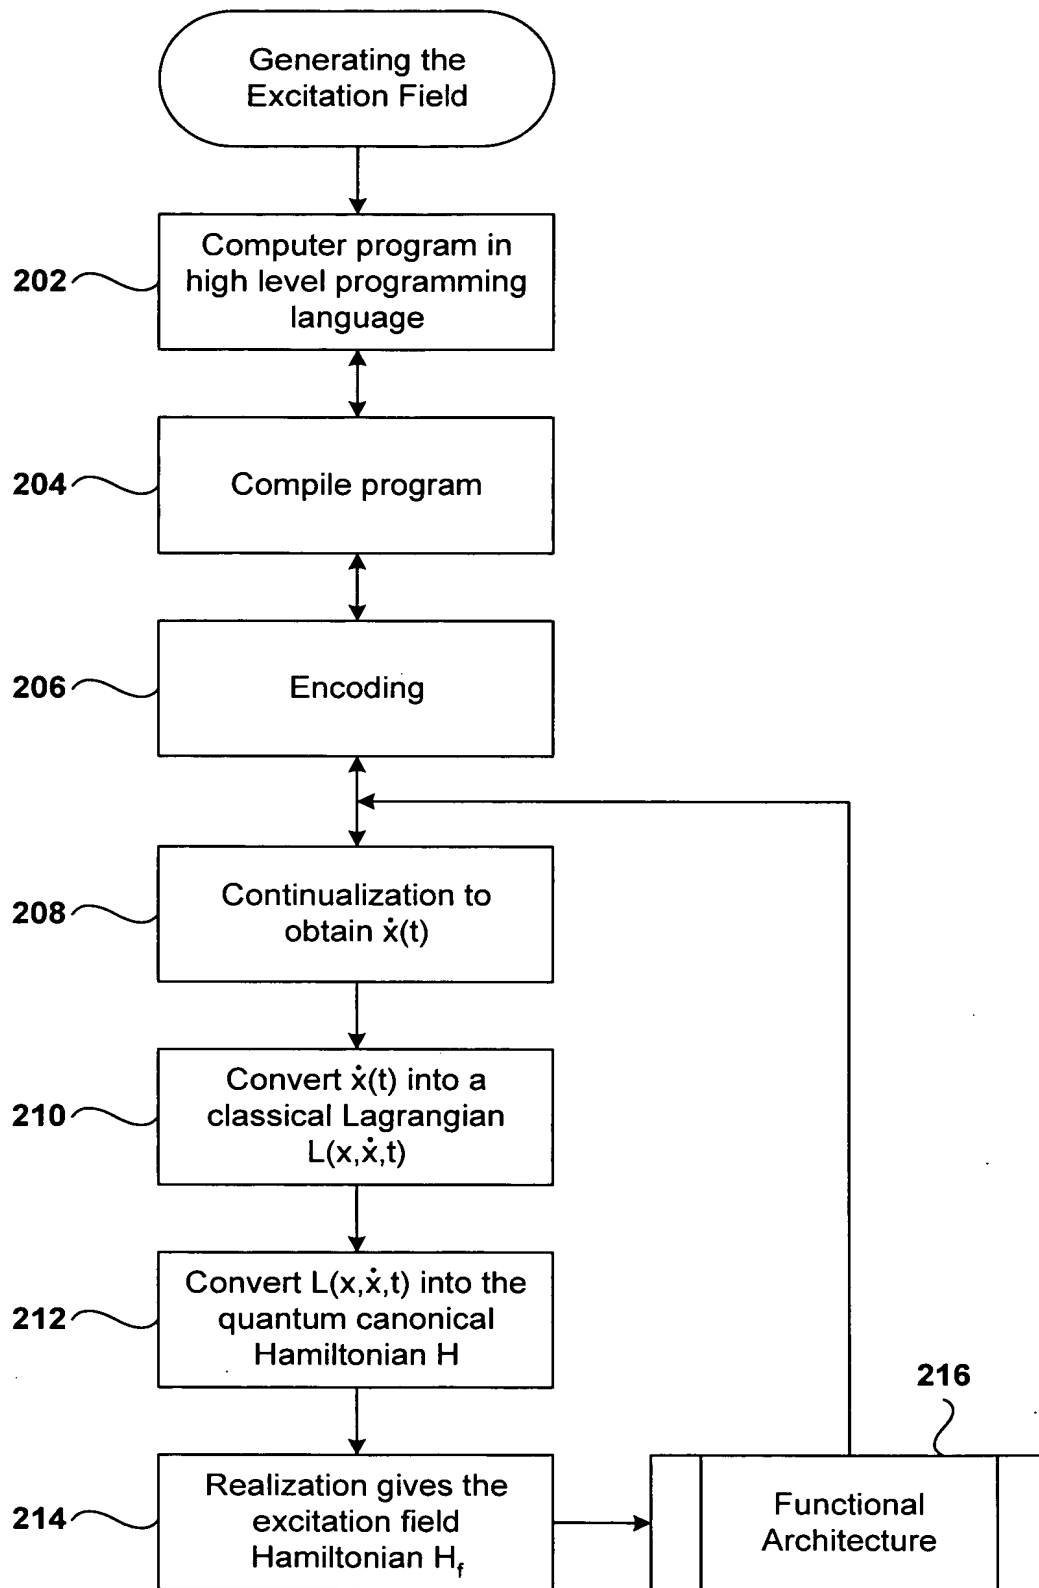 Generating the
Excitation Field
202
Computer program in
high level programming
language
204
Compile program
206
Encoding
208
Continualization to
obtain ẋ(t)
210
Convert ẋ(t) into a
classical Lagrangian
L(x,ẋ,t)
212
Convert L(x,ẋ,t) into the
quantum canonical
Hamiltonian H
214
Realization gives the
excitation field
Hamiltonian H_f
216
Functional
Architecture